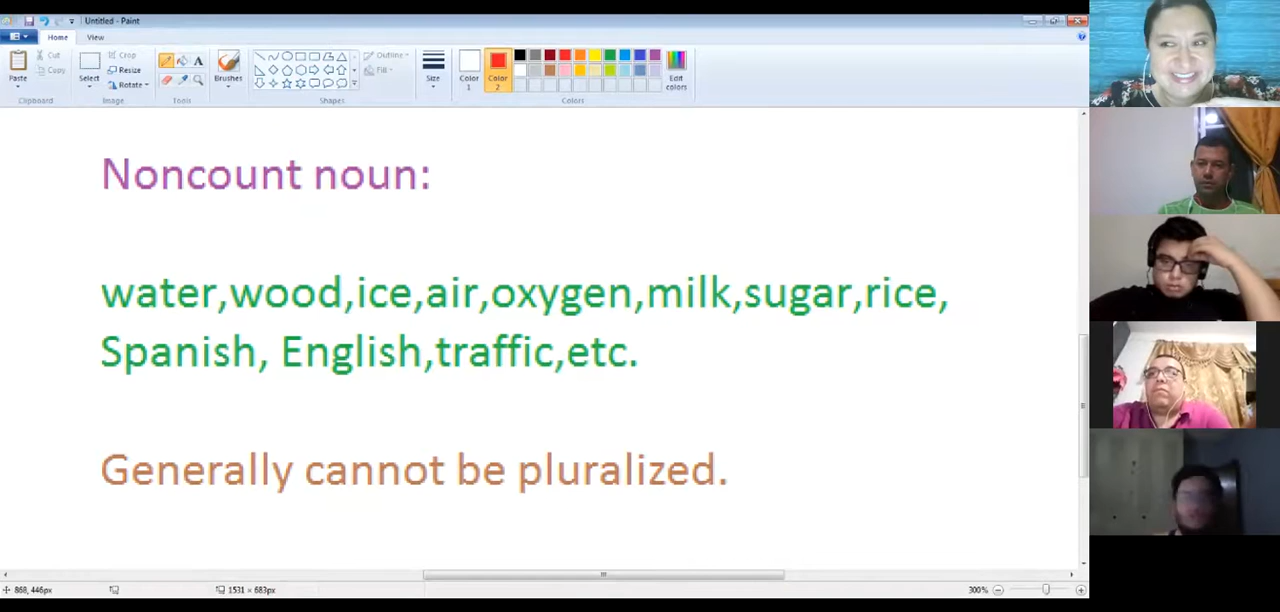 Untitled - Paint
Home View
Paste
Cut
Copy
Clipboard
Select
Crop
Resize
Rotate
Image
A
Tools
Brushes
Outline
Fill
Shapes
Size
Color 1
Color 2
Edit colors
Colors
Noncount noun:
water,wood,ice,air,oxygen,milk,sugar,rice,
Spanish, English,traffic,etc.
Generally cannot be pluralized.
868, 446px
1531 × 683px
300%